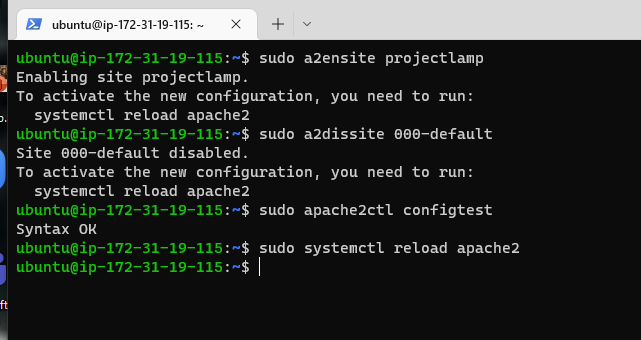 ubuntu@ip-172-31-19-115: ~
ubuntu@ip-172-31-19-115:~$ sudo a2ensite projectlamp
Enabling site projectlamp.
To activate the new configuration, you need to run:
  systemctl reload apache2
ubuntu@ip-172-31-19-115:~$ sudo a2dissite 000-default
Site 000-default disabled.
To activate the new configuration, you need to run:
  systemctl reload apache2
ubuntu@ip-172-31-19-115:~$ sudo apache2ctl configtest
Syntax OK
ubuntu@ip-172-31-19-115:~$ sudo systemctl reload apache2
ubuntu@ip-172-31-19-115:~$